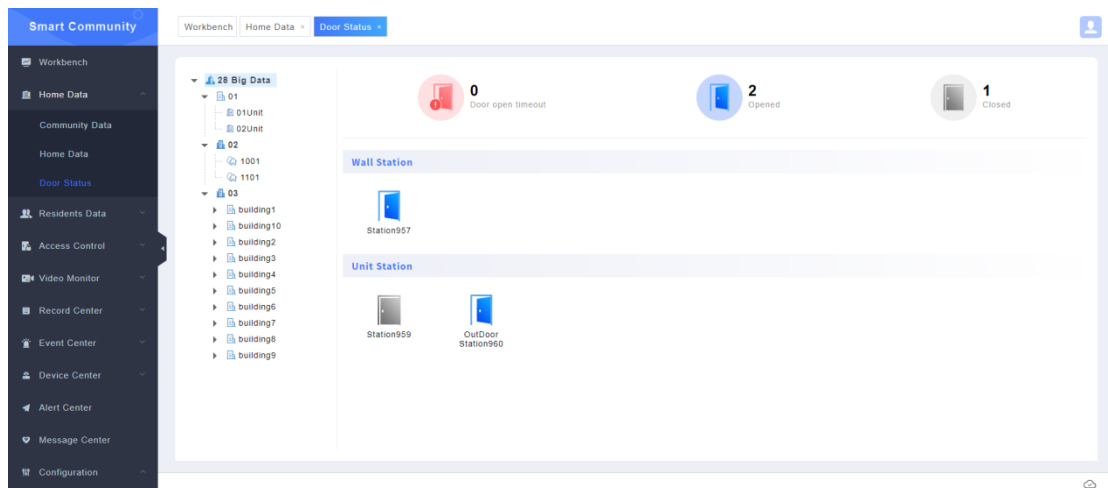 Smart Community
Workbench
Home Data
Community Data
Home Data
Door Status
Residents Data
Access Control
Video Monitor
Record Center
Event Center
Device Center
Alert Center
Message Center
Configuration
Workbench Home Data × Door Status ×
28 Big Data
01
01Unit
02Unit
02
1001
1101
03
building1
building10
building2
building3
building4
building5
building6
building7
building8
building9
0
Door open timeout
2
Opened
1
Closed
Wall Station
Station957
Unit Station
Station959
OutDoor
Station960